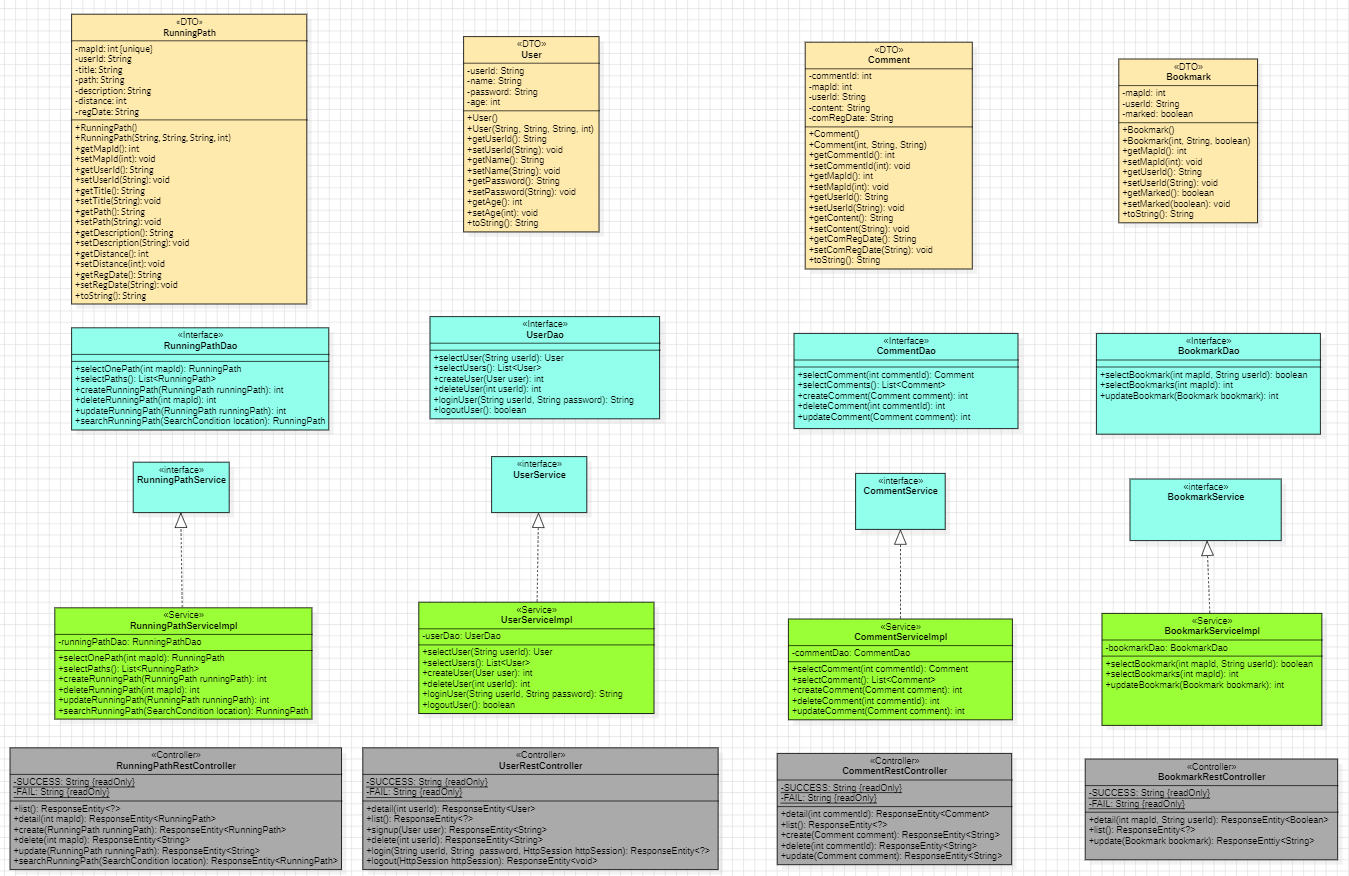 «DTO»
RunningPath
-mapId: int {unique}
-userId: String
-title: String
-path: String
-description: String
-distance: int
-regDate: String
+RunningPath()
+RunningPath(String, String, String, int)
+getMapId(): int
+setMapId(int): void
+getUserId(): String
+setUserId(String): void
+getTitle(): String
+setTitle(String): void
+getPath(): String
+setPath(String): void
+getDescription(): String
+setDescription(String): void
+getDistance(): int
+setDistance(int): void
+getRegDate(): String
+setRegDate(String): void
+toString(): String
«DTO»
User
-userId: String
-name: String
-password: String
-age: int
+User()
+User(String, String, String, int)
+getUserId(): String
+setUserId(String): void
+getName(): String
+setName(String): void
+getPassword(): String
+setPassword(String): void
+getAge(): int
+setAge(int): void
+toString(): String
«DTO»
Comment
-commentId: int
-mapId: int
-userId: String
-content: String
-comRegDate: String
+Comment()
+Comment(int, String, String)
+getCommentId(): int
+setCommentId(int): void
+getMapId(): int
+setMapId(int): void
+getUserId(): String
+setUserId(String): void
+getContent(): String
+setContent(String): void
+getComRegDate(): String
+setComRegDate(String): void
+toString(): String
«DTO»
Bookmark
-mapId: int
-userId: String
-marked: boolean
+Bookmark()
+Bookmark(int, String, boolean)
+getMapId(): int
+setMapId(int): void
+getUserId(): String
+setUserId(String): void
+getMarked(): boolean
+setMarked(boolean): void
+toString(): String
«Interface»
RunningPathDao
+selectOnePath(int mapId): RunningPath
+selectPaths(): List<RunningPath>
+createRunningPath(RunningPath runningPath): int
+deleteRunningPath(int mapId): int
+updateRunningPath(RunningPath runningPath): int
+searchRunningPath(SearchCondition location): RunningPath
«Interface»
UserDao
+selectUser(String userId): User
+selectUsers(): List<User>
+createUser(User user): int
+deleteUser(int userId): int
+loginUser(String userId, String password): String
+logoutUser(): boolean
«Interface»
CommentDao
+selectComment(int commentId): Comment
+selectComments(): List<Comment>
+createComment(Comment comment): int
+deleteComment(int commentId): int
+updateComment(Comment comment): int
«Interface»
BookmarkDao
+selectBookmark(int mapId, String userId): boolean
+selectBookmarks(int mapId): int
+updateBookmark(Bookmark bookmark): int
«interface»
RunningPathService
«interface»
UserService
«interface»
CommentService
«interface»
BookmarkService
«Service»
RunningPathServiceImpl
-runningPathDao: RunningPathDao
+selectOnePath(int mapId): RunningPath
+selectPaths(): List<RunningPath>
+createRunningPath(RunningPath runningPath): int
+deleteRunningPath(int mapId): int
+updateRunningPath(RunningPath runningPath): int
+searchRunningPath(SearchCondition location): RunningPath
«Service»
UserServiceImpl
-userDao: UserDao
+selectUser(String userId): User
+selectUsers(): List<User>
+createUser(User user): int
+deleteUser(int userId): int
+loginUser(String userId, String password): String
+logoutUser(): boolean
«Service»
CommentServiceImpl
-commentDao: CommentDao
+selectComment(int commentId): Comment
+selectComment(): List<Comment>
+createComment(Comment comment): int
+deleteComment(int commentId): int
+updateComment(Comment comment): int
«Service»
BookmarkServiceImpl
-bookmarkDao: BookmarkDao
+selectBookmark(int mapId, String userId): boolean
+selectBookmarks(int mapId): int
+updateBookmark(Bookmark bookmark): int
«Controller»
RunningPathRestController
-SUCCESS: String {readOnly}
-FAIL: String {readOnly}
+list(): ResponseEntity<?>
+detail(int mapId): ResponseEntity<RunningPath>
+create(RunningPath runningPath): ResponseEntity<RunningPath>
+delete(int mapId): ResponseEntity<String>
+update(RunningPath runningPath): ResponseEntity<String>
+searchRunningPath(SearchCondition location): ResponseEntity<RunningPath>
«Controller»
UserRestController
-SUCCESS: String {readOnly}
-FAIL: String {readOnly}
+detail(int userId): ResponseEntity<User>
+list(): ResponseEntity<?>
+signup(User user): ResponseEntity<String>
+delete(int userId): ResponseEntity<String>
+login(String userId, String password, HttpSession httpSession): ResponseEntiy<?>
+logout(HttpSession httpSession): ResponseEntity<void>
«Controller»
CommentRestController
-SUCCESS: String {readOnly}
-FAIL: String {readOnly}
+detail(int commentId): ResponseEntity<Comment>
+list(): ResponseEntity<?>
+create(Comment comment): ResponseEntity<String>
+delete(int commentId): ResponseEntity<String>
+update(Comment comment): ResponseEntity<String>
«Controller»
BookmarkRestController
-SUCCESS: String {readOnly}
-FAIL: String {readOnly}
+detail(int mapId, String userId): ResponseEntity<Boolean>
+list(): ResponseEntity<?>
+update(Bookmark bookmark): ResponseEnttiy<String>